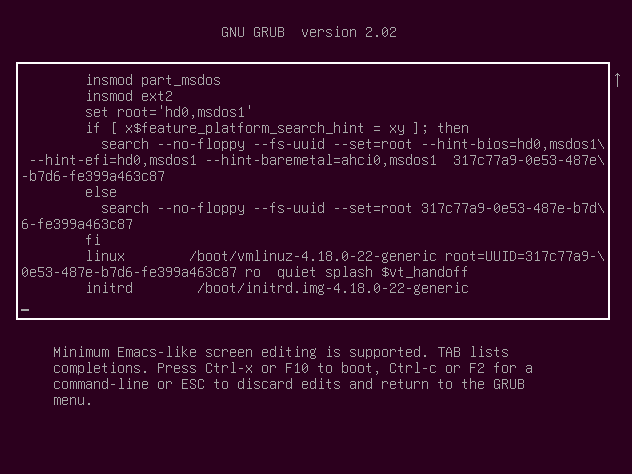 GNU GRUB  version 2.02
insmod part_msdos
insmod ext2
set root='hd0,msdos1'
if [ x$feature_platform_search_hint = xy ]; then
search --no-floppy --fs-uuid --set=root --hint-bios=hd0,msdos1\
--hint-efi=hd0,msdos1 --hint-baremetal=ahci0,msdos1  317c77a9-0e53-487e\
-b7d6-fe399a463c87
else
search --no-floppy --fs-uuid --set=root 317c77a9-0e53-487e-b7d\
6-fe399a463c87
fi
linux        /boot/vmlinuz-4.18.0-22-generic root=UUID=317c77a9-\
0e53-487e-b7d6-fe399a463c87 ro  quiet splash $vt_handoff
initrd        /boot/initrd.img-4.18.0-22-generic
Minimum Emacs-like screen editing is supported. TAB lists
completions. Press Ctrl-x or F10 to boot, Ctrl-c or F2 for a
command-line or ESC to discard edits and return to the GRUB
menu.